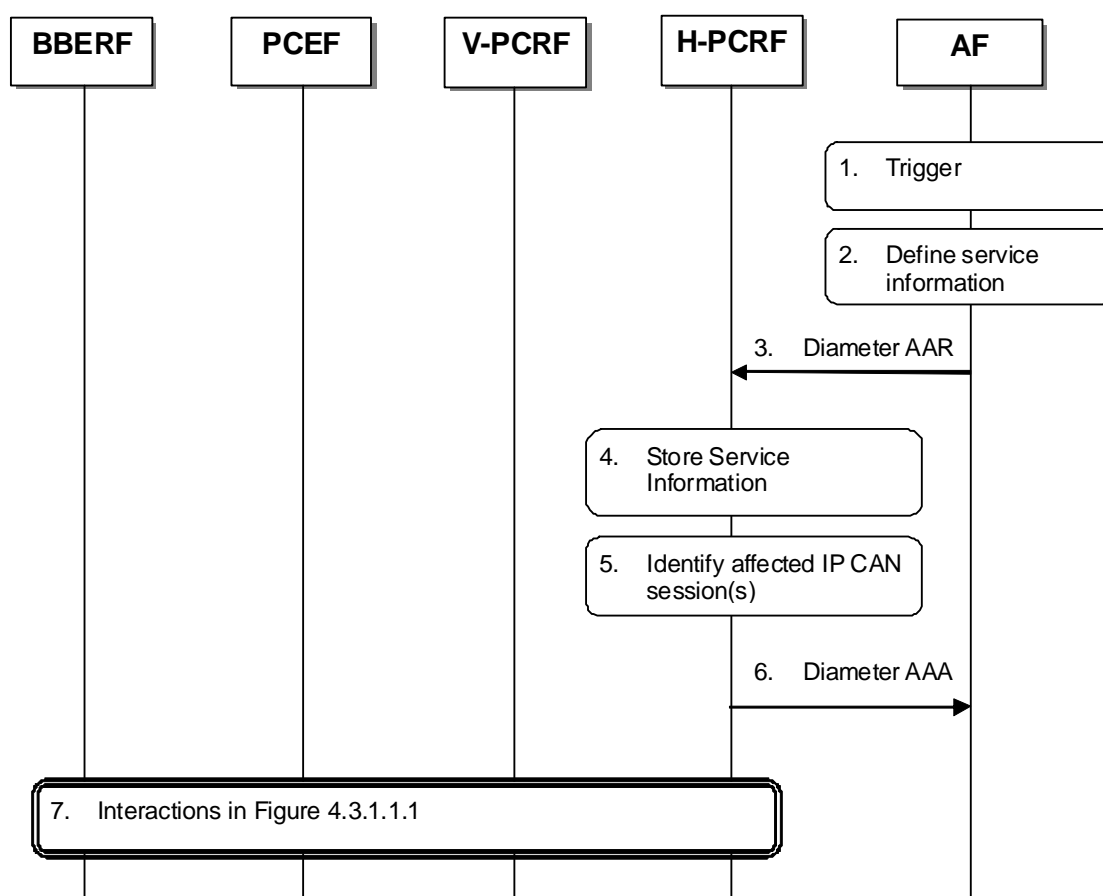 BBERF PCEF V-PCRF H-PCRF AF
1. Trigger
2. Define service
information
3. Diameter AAR
4. Store Service
Information
5. Identify affected IP CAN
session(s)
6. Diameter AAA
7. Interactions in Figure 4.3.1.1.1